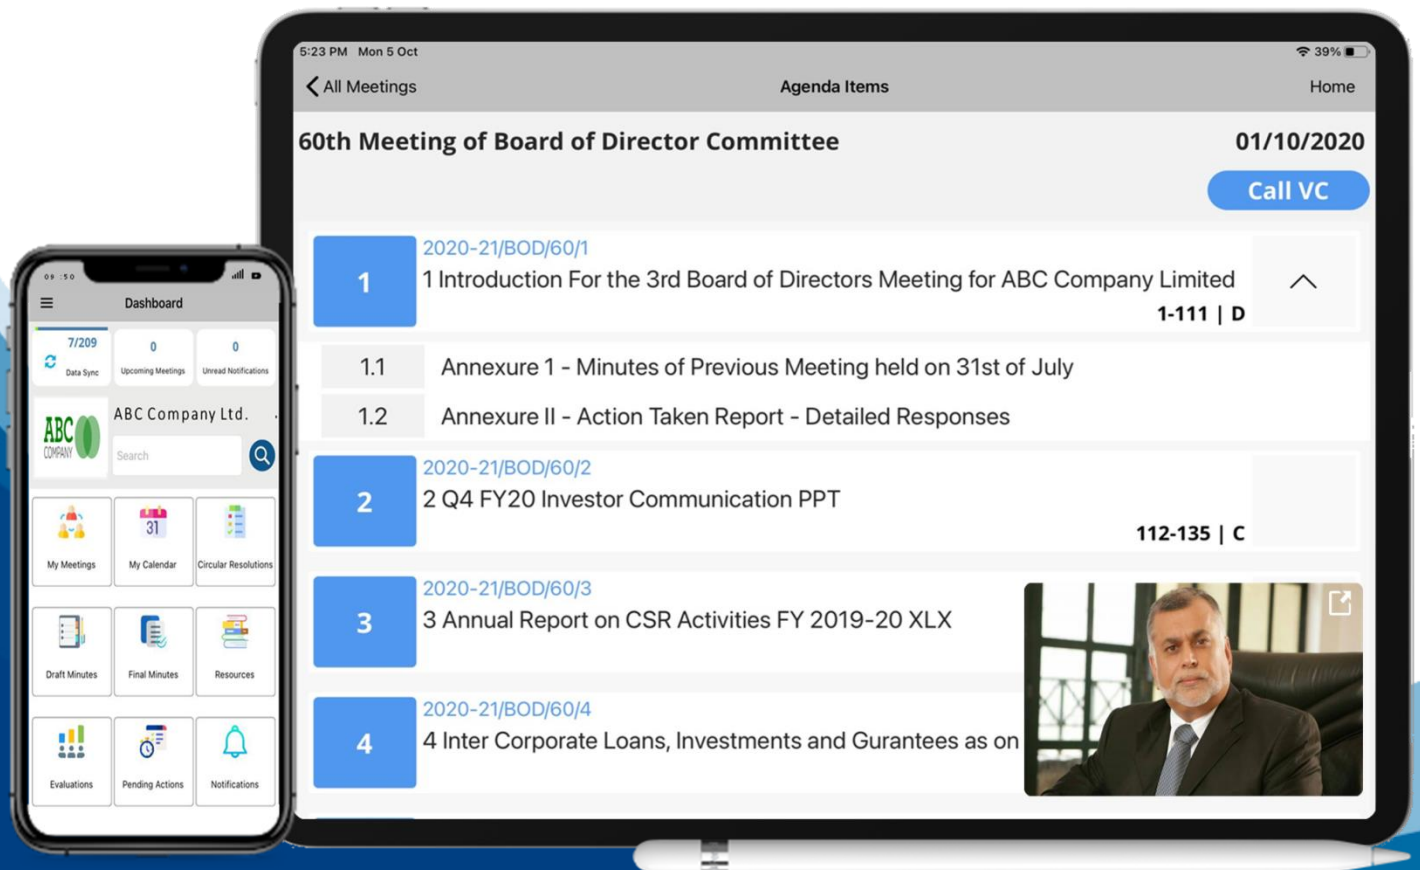 5:23 PM Mon 5 Oct
39%
All Meetings
Agenda Items
Home
60th Meeting of Board of Director Committee
01/10/2020
Call VC
1
2020-21/BOD/60/1
1 Introduction For the 3rd Board of Directors Meeting for ABC Company Limited
1-111 | D
1.1
Annexure 1 - Minutes of Previous Meeting held on 31st of July
1.2
Annexure II - Action Taken Report - Detailed Responses
2
2020-21/BOD/60/2
2 Q4 FY20 Investor Communication PPT
112-135 | C
3
2020-21/BOD/60/3
3 Annual Report on CSR Activities FY 2019-20 XLX
4
2020-21/BOD/60/4
4 Inter Corporate Loans, Investments and Gurantees as on
09 :50
Dashboard
7/209
Data Sync
0
Upcoming Meetings
0
Unread Notifications
ABC
COMPANY
ABC Company Ltd.
Search
My Meetings
31
My Calendar
Circular Resolutions
Draft Minutes
Final Minutes
Resources
Evaluations
Pending Actions
Notifications